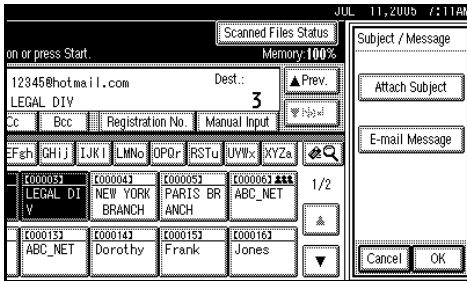 JUL 11,2005 7:11AM
Scanned Files Status
on or press Start.
Memory:100%
12345@hotmail.com
LEGAL DIV
Dest.: 3
▲Prev.
Cc
Bcc
Registration No.
Manual Input
EFgh
GHij
IJKl
LMNo
OPQr
RSTu
UVWx
XYZa
[00003]
LEGAL DI
V
[00004]
NEW YORK
BRANCH
[00005]
PARIS BR
ANCH
[00006]
ABC_NET
1/2
[00013]
ABC_NET
[00014]
Dorothy
[00015]
Frank
[00016]
Jones
Subject / Message
Attach Subject
E-mail Message
Cancel
OK